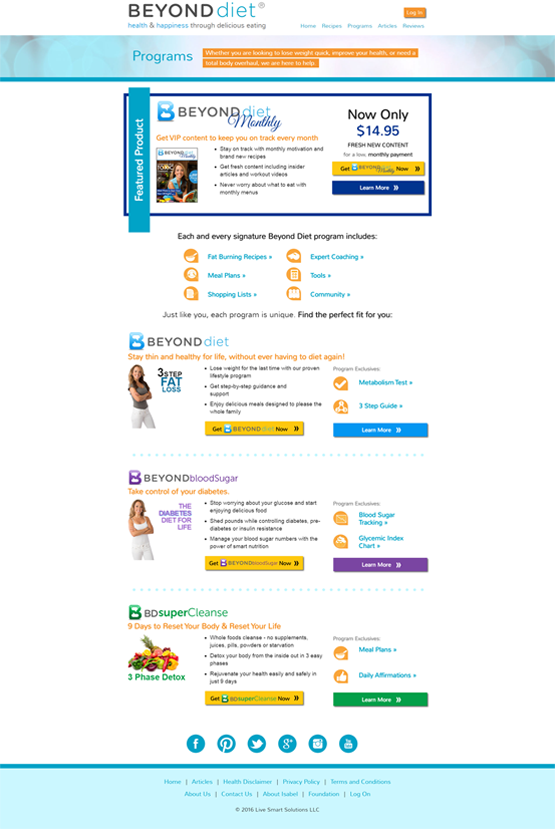 BEYOND diet®
health & happiness through delicious eating
Log In
Home Recipes Programs Articles Reviews
Programs
Whether you are looking to lose weight quick, improve your health, or need a
total body overhaul, we are here to help.
Featured Product
BEYOND diet
Monthly
Get VIP content to keep you on track every month
Stay on track with monthly motivation and
brand new recipes
Get fresh content including insider
articles and workout videos
Never worry about what to eat with
monthly menus
Now Only
$14.95
FRESH NEW CONTENT
for a low, monthly payment
Get BEYOND diet Monthly Now »
Learn More »
Each and every signature Beyond Diet program includes:
Fat Burning Recipes » Expert Coaching »
Meal Plans » Tools »
Shopping Lists » Community »
Just like you, each program is unique. Find the perfect fit for you:
BEYOND diet
Stay thin and healthy for life, without ever having to diet again!
3 STEP
FAT
LOSS
Lose weight for the last time with our proven
lifestyle program
Get step-by-step guidance and
support
Enjoy delicious meals designed to please the
whole family
Get BEYOND diet Now »
Program Exclusives:
Metabolism Test »
3 Step Guide »
Learn More »
BEYONDbloodSugar
Take control of your diabetes.
THE
DIABETES
DIET FOR
LIFE
Stop worrying about your glucose and start
enjoying delicious food
Shed pounds while controlling diabetes, pre-
diabetes or insulin resistance
Manage your blood sugar numbers with the
power of smart nutrition
Get BEYONDbloodSugar Now »
Program Exclusives:
Blood Sugar
Tracking »
Glycemic Index
Chart »
Learn More »
BDsuperCleanse
9 Days to Reset Your Body & Reset Your Life
3 Phase Detox
Whole foods cleanse - no supplements,
juices, pills, powders or starvation
Detox your body from the inside out in 3 easy
phases
Rejuvenate your health easily and safely in
just 9 days
Get BDsuperCleanse Now »
Program Exclusives:
Meal Plans »
Daily Affirmations »
Learn More »
Home | Articles | Health Disclaimer | Privacy Policy | Terms and Conditions
About Us | Contact Us | About Isabel | Foundation | Log On
© 2016 Live Smart Solutions LLC